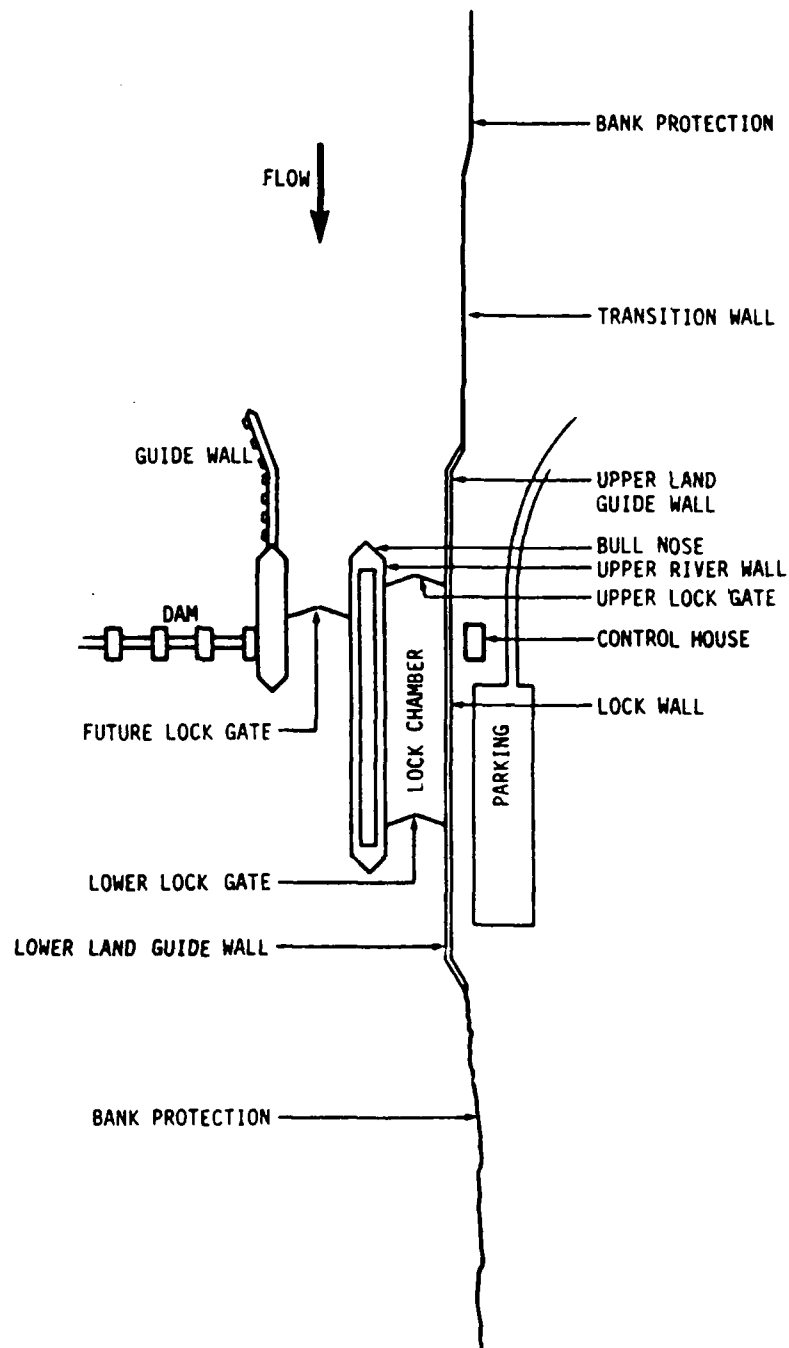 BANK PROTECTION
FLOW
TRANSITION WALL
GUIDE WALL
UPPER LAND
GUIDE WALL
BULL NOSE
UPPER RIVER WALL
UPPER LOCK GATE
DAM
CONTROL HOUSE
LOCK CHAMBER
LOCK WALL
FUTURE LOCK GATE
PARKING
LOWER LOCK GATE
LOWER LAND GUIDE WALL
BANK PROTECTION